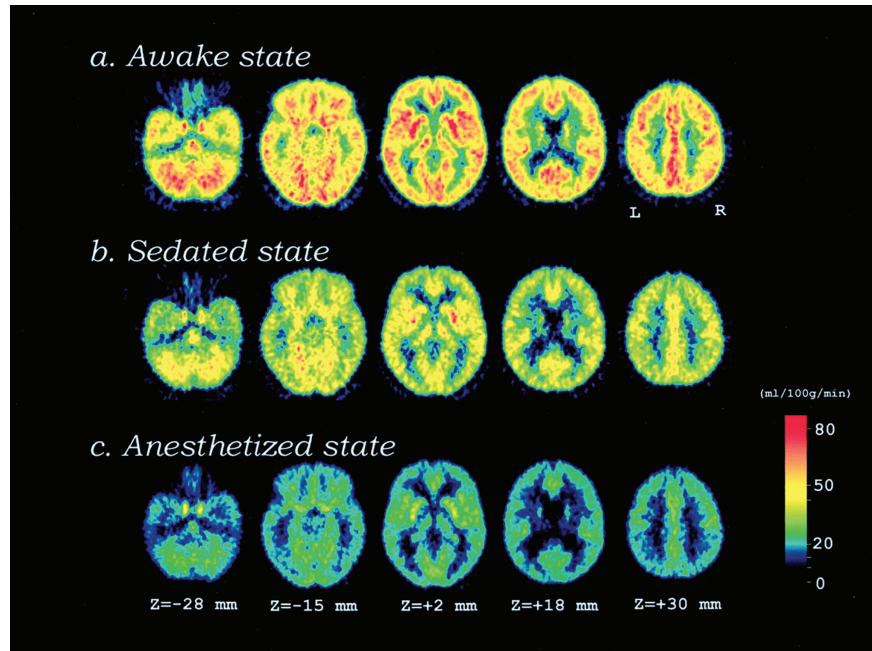 a. Awake state
L R
b. Sedated state
(ml/100g/min)
c. Anesthetized state
80
50
20
0
Z=-28 mm Z=-15 mm Z=+2 mm Z=+18 mm Z=+30 mm